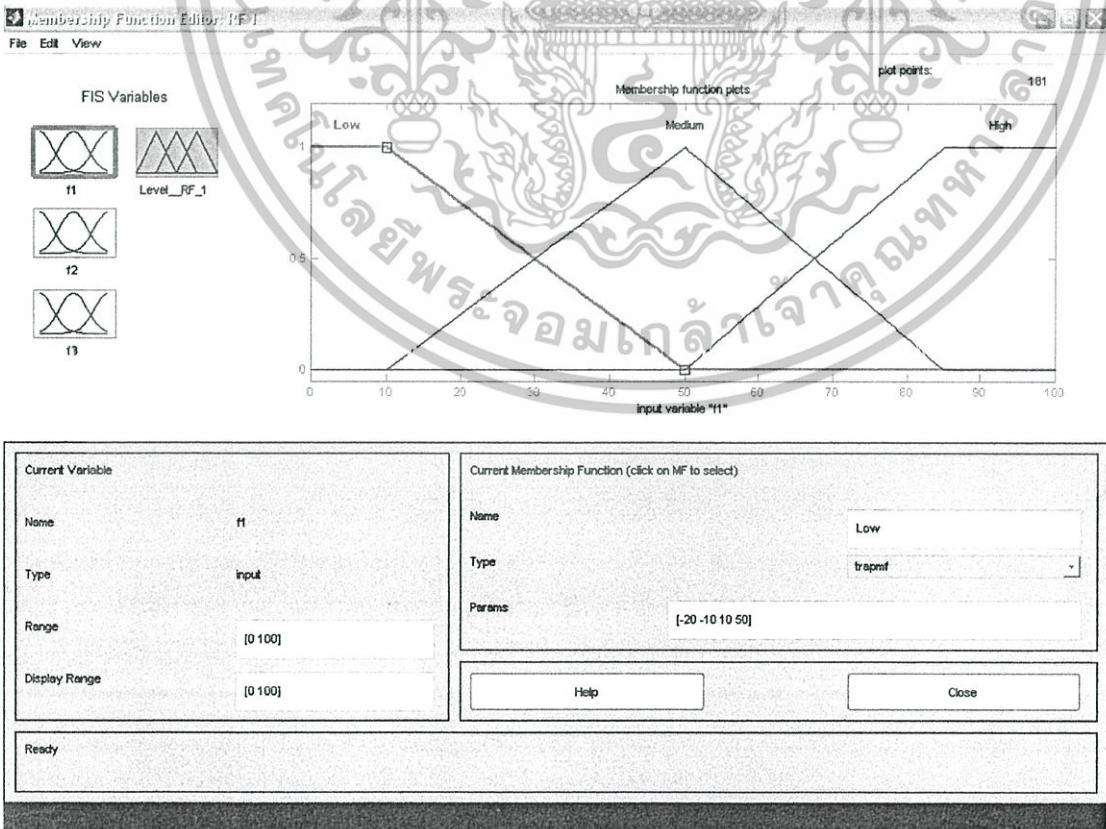 Membership Function Editor: RF 1
File Edit View
FIS Variables
f1
Level__RF_1
f2
f3
plot points:
181
Membership function plots
Low
Medium
High
1
0.5
0
0 10 20 30 40 50 60 70 80 90 100
input variable "f1"
Current Variable
Name f1
Type input
Range [0 100]
Display Range [0 100]
Current Membership Function (click on MF to select)
Name Low
Type trapmf
Params [-20 -10 10 50]
Help Close
Ready